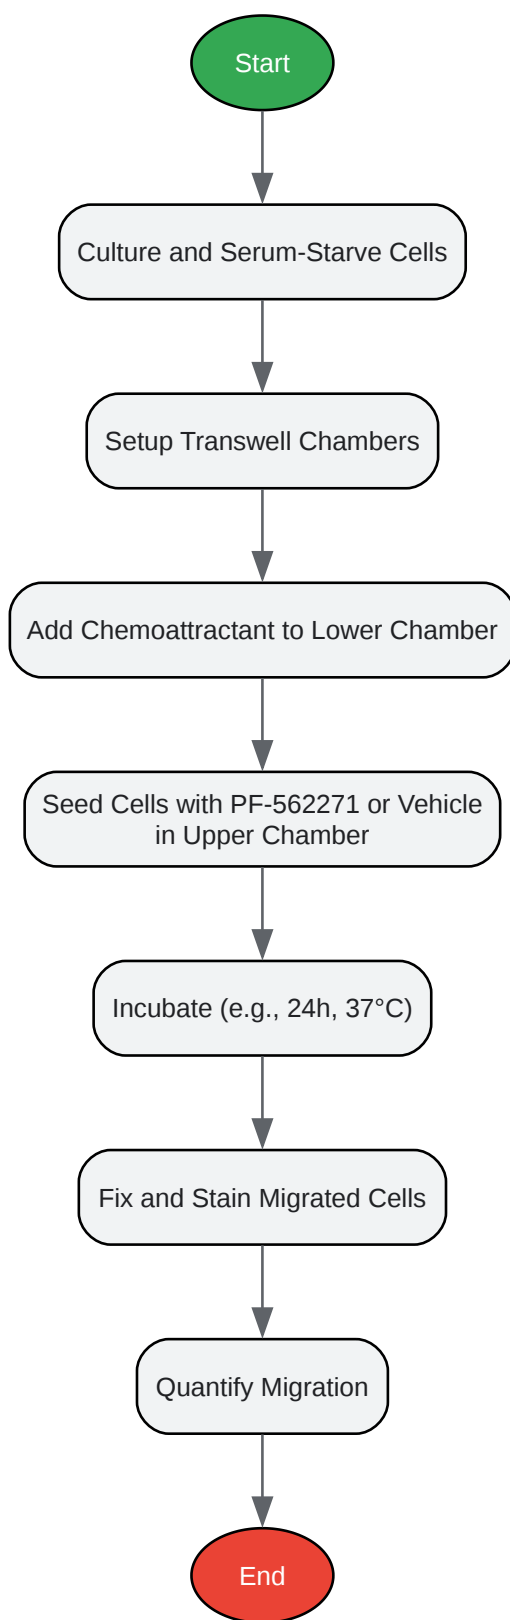 Start
Culture and Serum-Starve Cells
Setup Transwell Chambers
Add Chemoattractant to Lower Chamber
Seed Cells with PF-562271 or Vehicle
in Upper Chamber
Incubate (e.g., 24h, 37°C)
Fix and Stain Migrated Cells
Quantify Migration
End